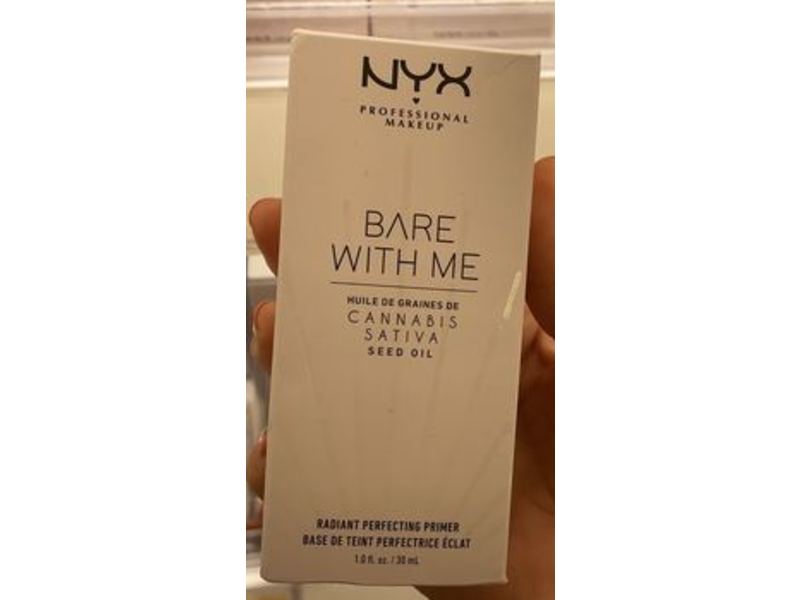 NYX
PROFESSIONAL
MAKEUP
BARE
WITH ME
HUILE DE GRAINES DE
CANNABIS
SATIVA
SEED OIL
RADIANT PERFECTING PRIMER
BASE DE TEINT PERFECTRICE ÉCLAT
1.0 fl. oz. / 30 mL